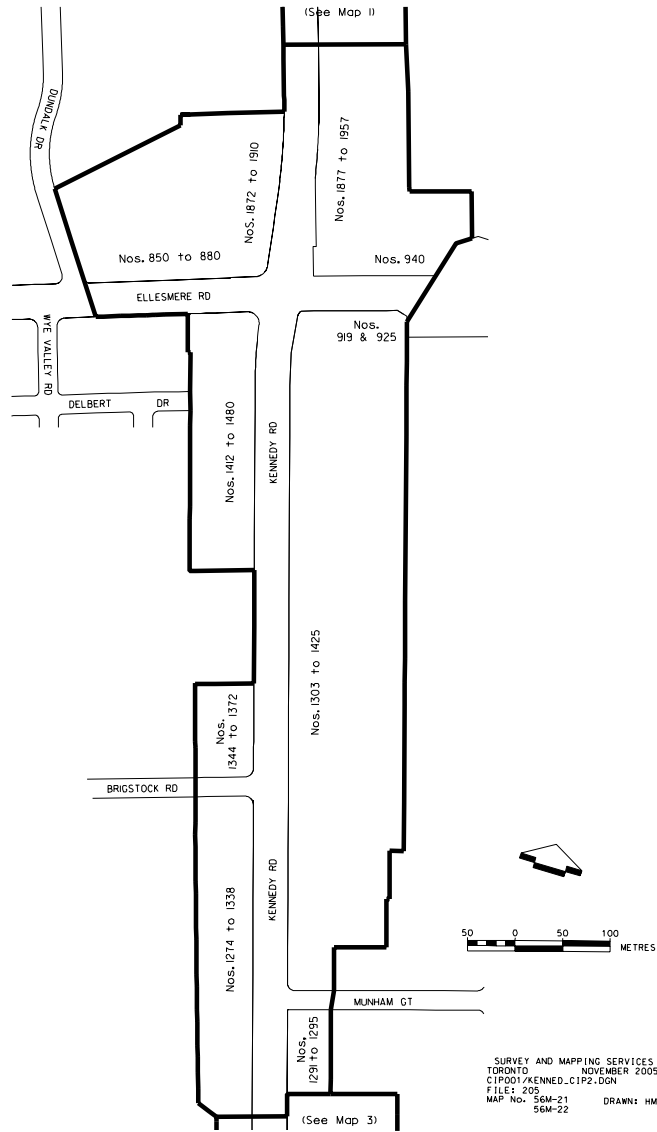 (See Map 1)
DUNDALK DR
Nos. 1872 to 1910
Nos. 1877 to 1957
Nos. 850 to 880
Nos. 940
ELLESMERE RD
Nos.
919 & 925
WYE VALLEY RD
DELBERT DR
Nos. 1412 to 1480
KENNEDY RD
Nos. 1303 to 1425
Nos.
1344 to 1372
BRIGSTOCK RD
KENNEDY RD
Nos. 1274 to 1338
50 0 50 100
METRES
MUNHAM GT
Nos.
1291 to 1295
SURVEY AND MAPPING SERVICES
TORONTO NOVEMBER 2005
CIP001/KENNED_CIP2.DGN
FILE: 205
MAP No. 56M-21 DRAWN: HM
56M-22
(See Map 3)